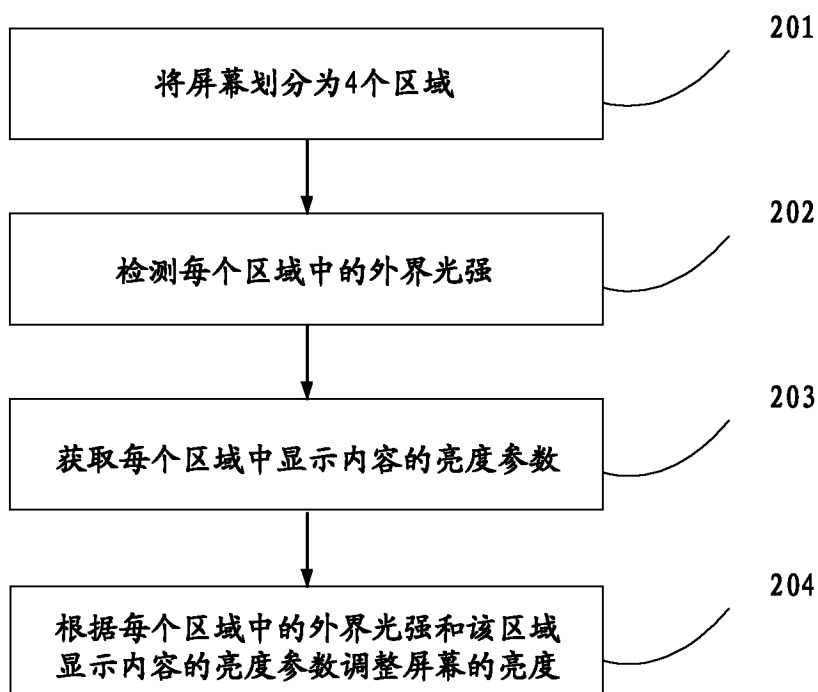 201
将屏幕划分为4个区域
202
检测每个区域中的外界光强
203
获取每个区域中显示内容的亮度参数
204
根据每个区域中的外界光强和该区域
显示内容的亮度参数调整屏幕的亮度